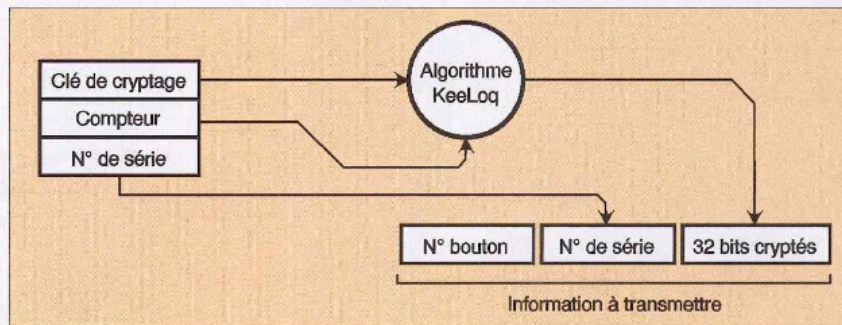 Clé de cryptage
Compteur
N° de série
Algorithme
KeeLoq
N° bouton
N° de série
32 bits cryptés
Information à transmettre